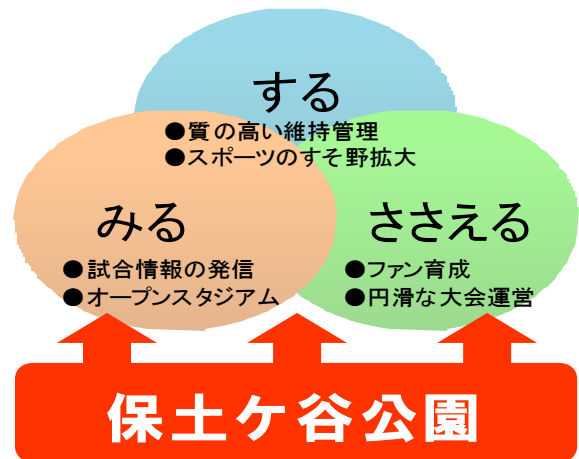 する
●質の高い維持管理
●スポーツのすそ野拡大
みる
●試合情報の発信
●オープンスタジアム
ささえる
●ファン育成
●円滑な大会運営
保土ケ谷公園